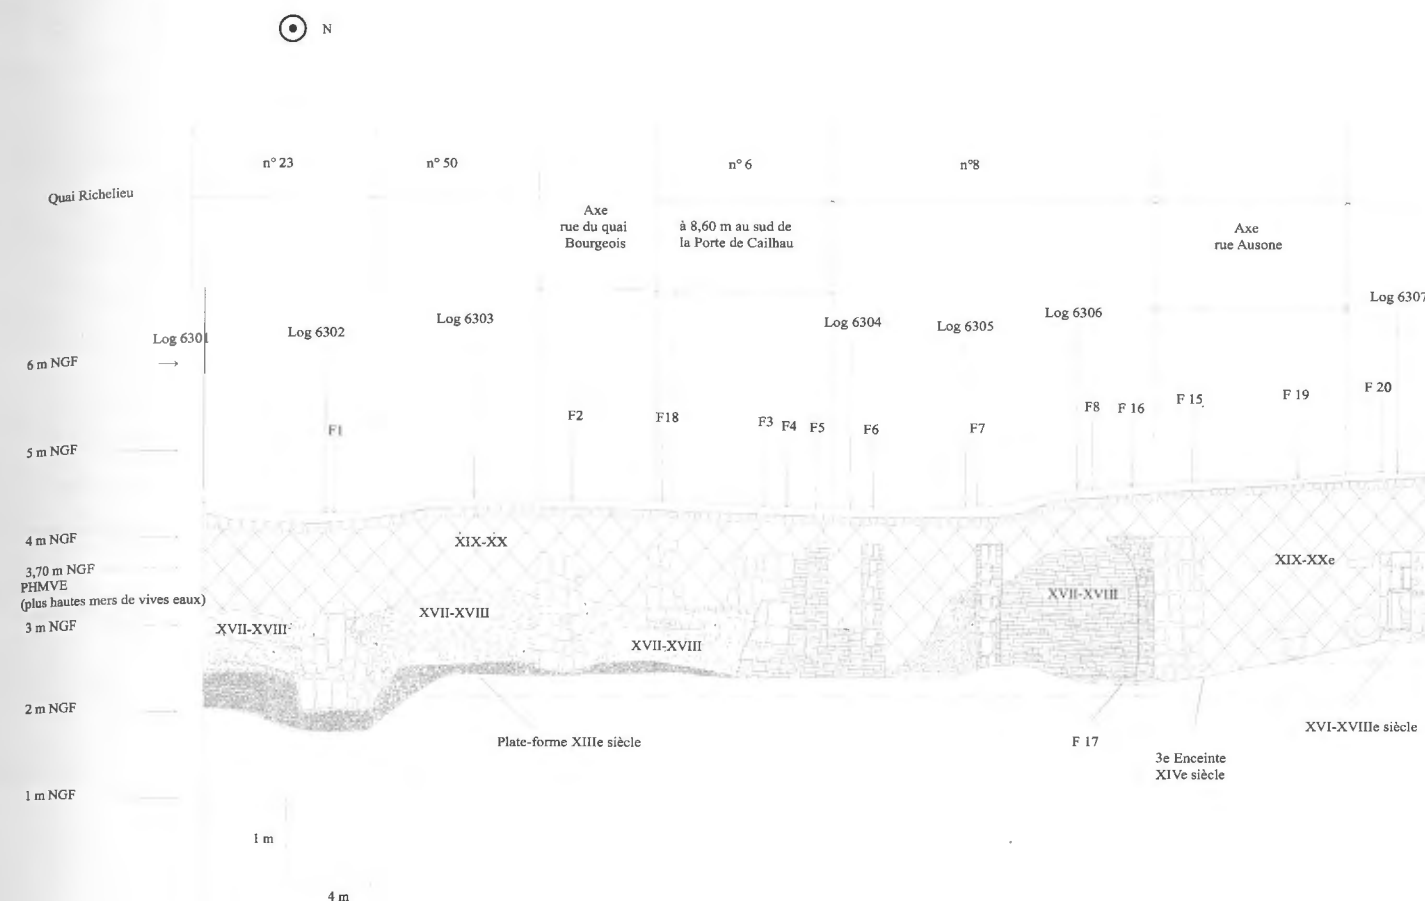 N
n° 23
n° 50
n° 6
n°8
Quai Richelieu
Axe
rue du quai
Bourgeois
à 8,60 m au sud de
la Porte de Cailhau
Axe
rue Ausone
Log 6301
Log 6302
Log 6303
Log 6304
Log 6305
Log 6306
Log 6307
6 m NGF
F1
F2
F18
F3
F4
F5
F6
F7
F8
F 16
F 15
F 19
F 20
5 m NGF
4 m NGF
XIX-XX
XIX-XXe
3,70 m NGF
PHMVE
(plus hautes mers de vives eaux)
XVII-XVIII
XVII-XVIII
XVII-XVIII
XVII-XVIII
3 m NGF
2 m NGF
Plate-forme XIIIe siècle
F 17
3e Enceinte
XIVe siècle
XVI-XVIIIe siècle
1 m NGF
1 m
4 m